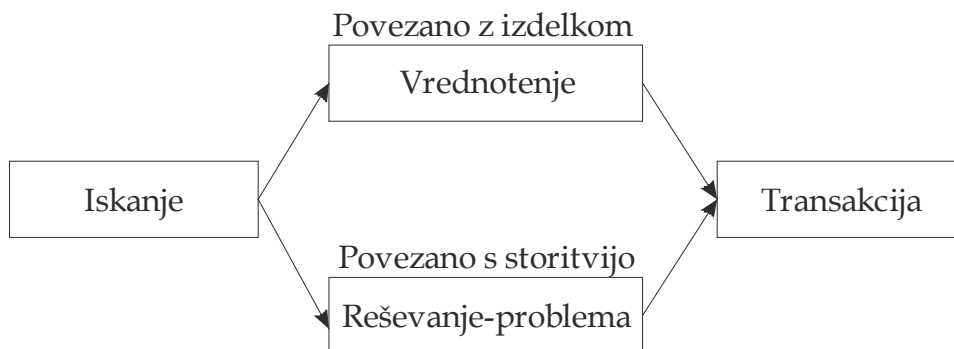 Povezano z izdelkom
Vrednotenje
Iskanje
Transakcija
Povezano s storitvijo
Reševanje-problema